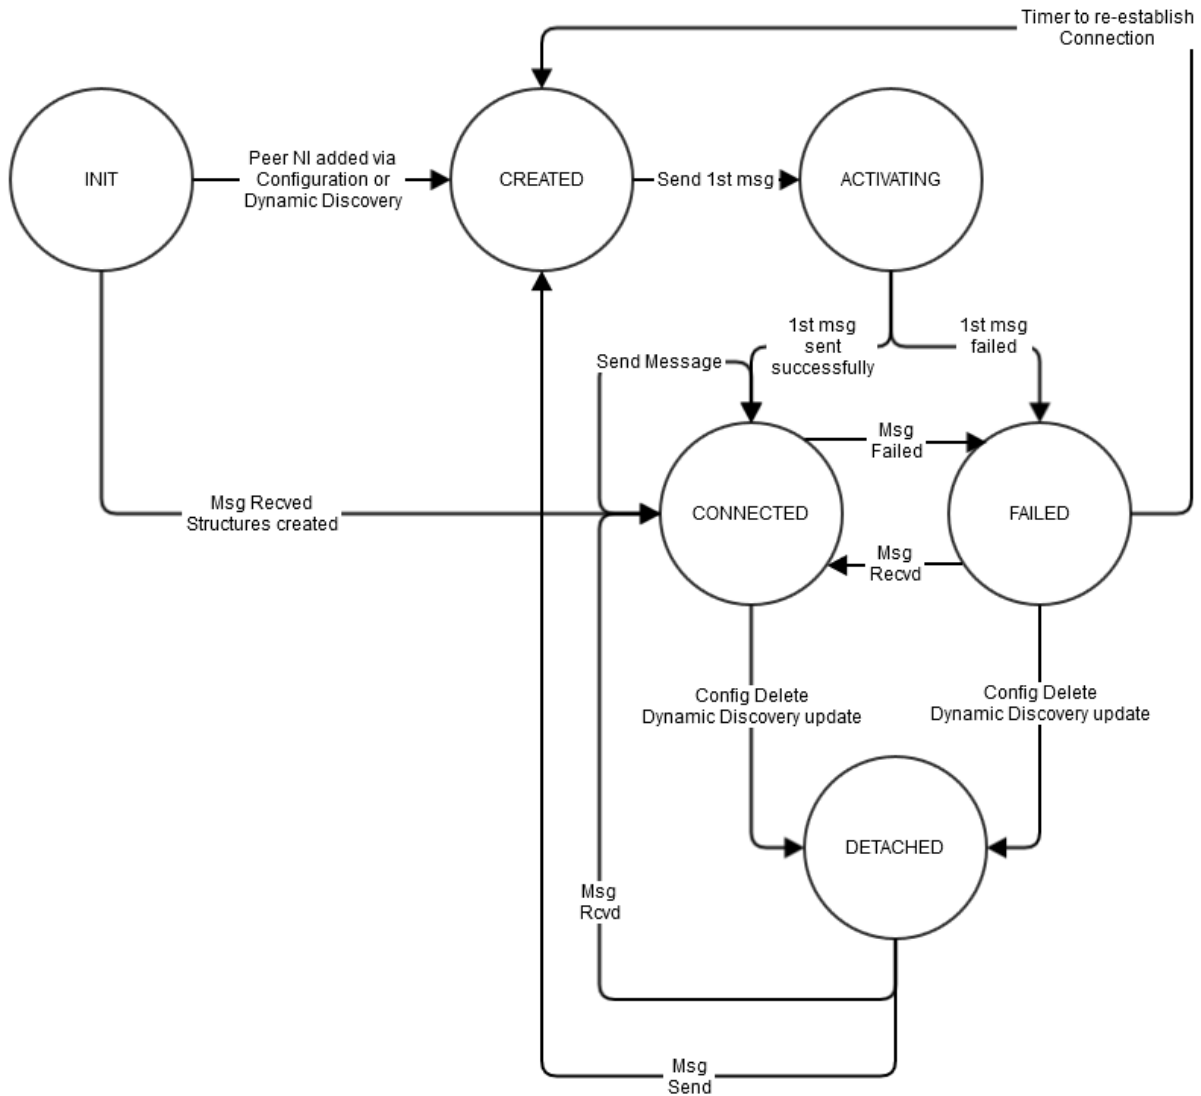 Timer to re-establish
Connection
INIT
Peer NI added via
Configuration or
Dynamic Discovery
CREATED
Send 1st msg
ACTIVATING
1st msg
sent
successfully
1st msg
failed
Send Message
Msg
Failed
Msg Recved
Structures created
CONNECTED
FAILED
Msg
Recvd
Config Delete
Dynamic Discovery update
Config Delete
Dynamic Discovery update
DETACHED
Msg
Rcvd
Msg
Send